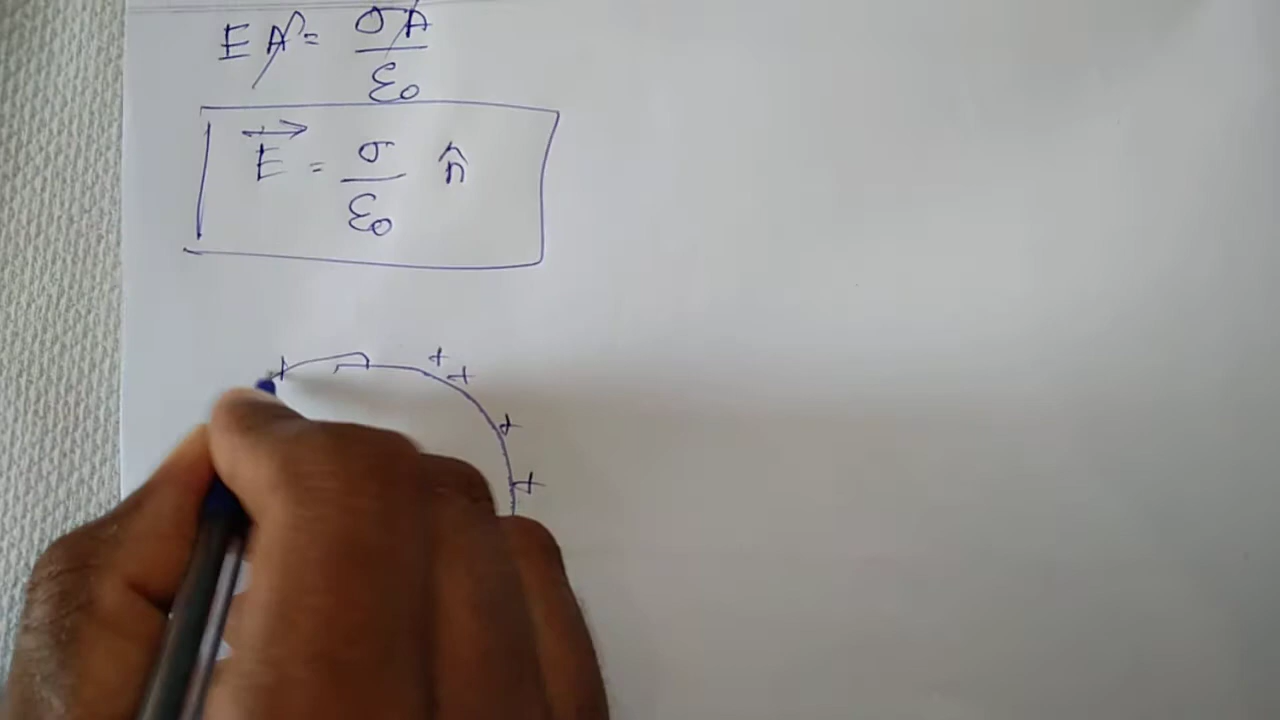 EA = σA / ε₀
E⃗ = σ / ε₀ n̂
+ + + + +